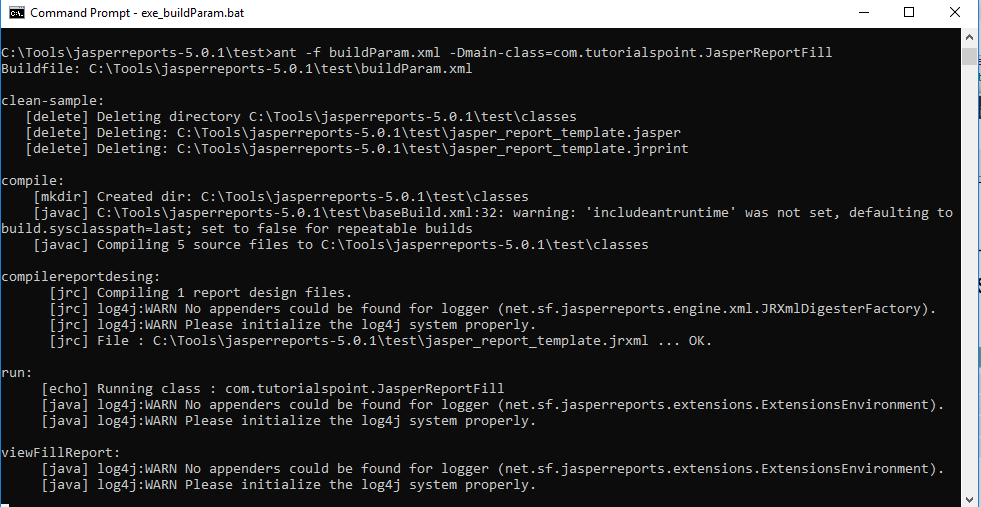 Command Prompt - exe_buildParam.bat
C:\Tools\jasperreports-5.0.1\test>ant -f buildParam.xml -Dmain-class=com.tutorialspoint.JasperReportFill
Buildfile: C:\Tools\jasperreports-5.0.1\test\buildParam.xml
clean-sample:
[delete] Deleting directory C:\Tools\jasperreports-5.0.1\test\classes
[delete] Deleting: C:\Tools\jasperreports-5.0.1\test\jasper_report_template.jasper
[delete] Deleting: C:\Tools\jasperreports-5.0.1\test\jasper_report_template.jrprint
compile:
[mkdir] Created dir: C:\Tools\jasperreports-5.0.1\test\classes
[javac] C:\Tools\jasperreports-5.0.1\test\baseBuild.xml:32: warning: 'includeantruntime' was not set, defaulting to
build.sysclasspath=last; set to false for repeatable builds
[javac] Compiling 5 source files to C:\Tools\jasperreports-5.0.1\test\classes
compilereportdesing:
[jrc] Compiling 1 report design files.
[jrc] log4j:WARN No appenders could be found for logger (net.sf.jasperreports.engine.xml.JRXmlDigesterFactory).
[jrc] log4j:WARN Please initialize the log4j system properly.
[jrc] File : C:\Tools\jasperreports-5.0.1\test\jasper_report_template.jrxml ... OK.
run:
[echo] Running class : com.tutorialspoint.JasperReportFill
[java] log4j:WARN No appenders could be found for logger (net.sf.jasperreports.extensions.ExtensionsEnvironment).
[java] log4j:WARN Please initialize the log4j system properly.
viewFillReport:
[java] log4j:WARN No appenders could be found for logger (net.sf.jasperreports.extensions.ExtensionsEnvironment).
[java] log4j:WARN Please initialize the log4j system properly.